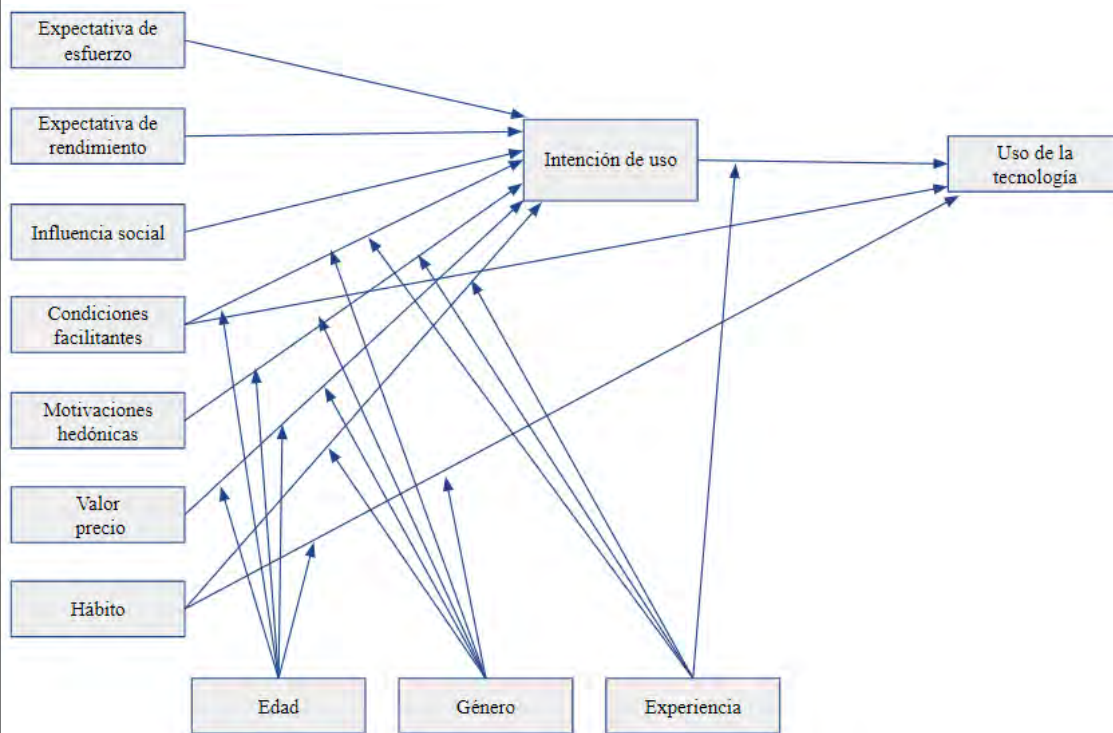 Expectativa de
esfuerzo
Expectativa de
rendimiento
Intención de uso
Uso de la
tecnología
Influencia social
Condiciones
facilitantes
Motivaciones
hedónicas
Valor
precio
Hábito
Edad
Género
Experiencia